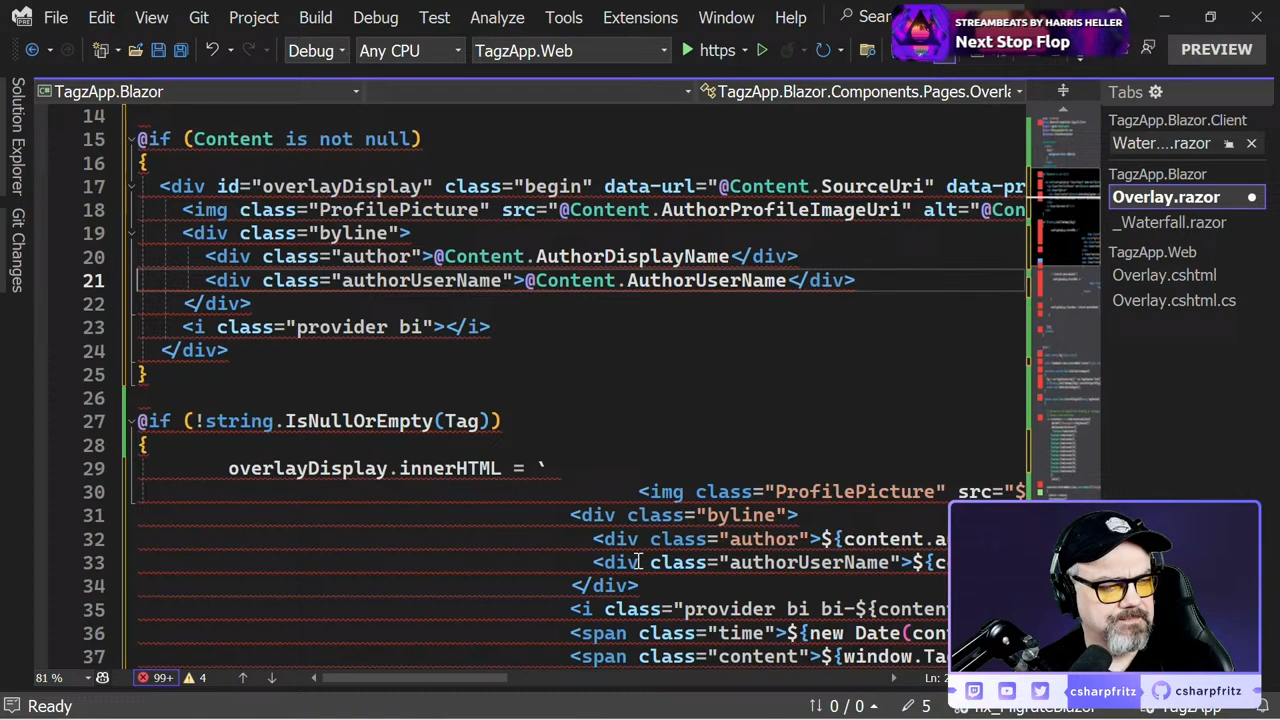 File Edit View Git Project Build Debug Test Analyze Tools Extensions Window Help Sear
STREAMBEATS BY HARRIS HELLER
Next Stop Flop
Debug Any CPU TagzApp.Web https PREVIEW
TagzApp.Blazor TagzApp.Blazor.Components.Pages.Overla
14
15 @if (Content is not null)
16 {
17 <div id="overlayDisplay" class="begin" data-url="@Content.SourceUri" data-pr
18 <img class="ProfilePicture" src="@Content.AuthorProfileImageUri" alt="@Con
19 <div class="byline">
20 <div class="author">@Content.AuthorDisplayName</div>
21 <div class="authorUserName">@Content.AuthorUserName</div>
22 </div>
23 <i class="provider bi"></i>
24 </div>
25 }
26
27 @if (!string.IsNullOrEmpty(Tag))
28 {
29 overlayDisplay.innerHTML = `
30 <img class="ProfilePicture" src="$
31 <div class="byline">
32 <div class="author">${content.a
33 <div class="authorUserName">${c
34 </div>
35 <i class="provider bi bi-${content
36 <span class="time">${new Date(con
37 <span class="content">${window.Ta
Solution Explorer
Git Changes
Tabs
TagzApp.Blazor.Client
Water....razor
TagzApp.Blazor
Overlay.razor
_Waterfall.razor
TagzApp.Web
Overlay.cshtml
Overlay.cshtml.cs
81 % 99+ 4
csharpfritz csharpfritz
Ready 0 / 0 5